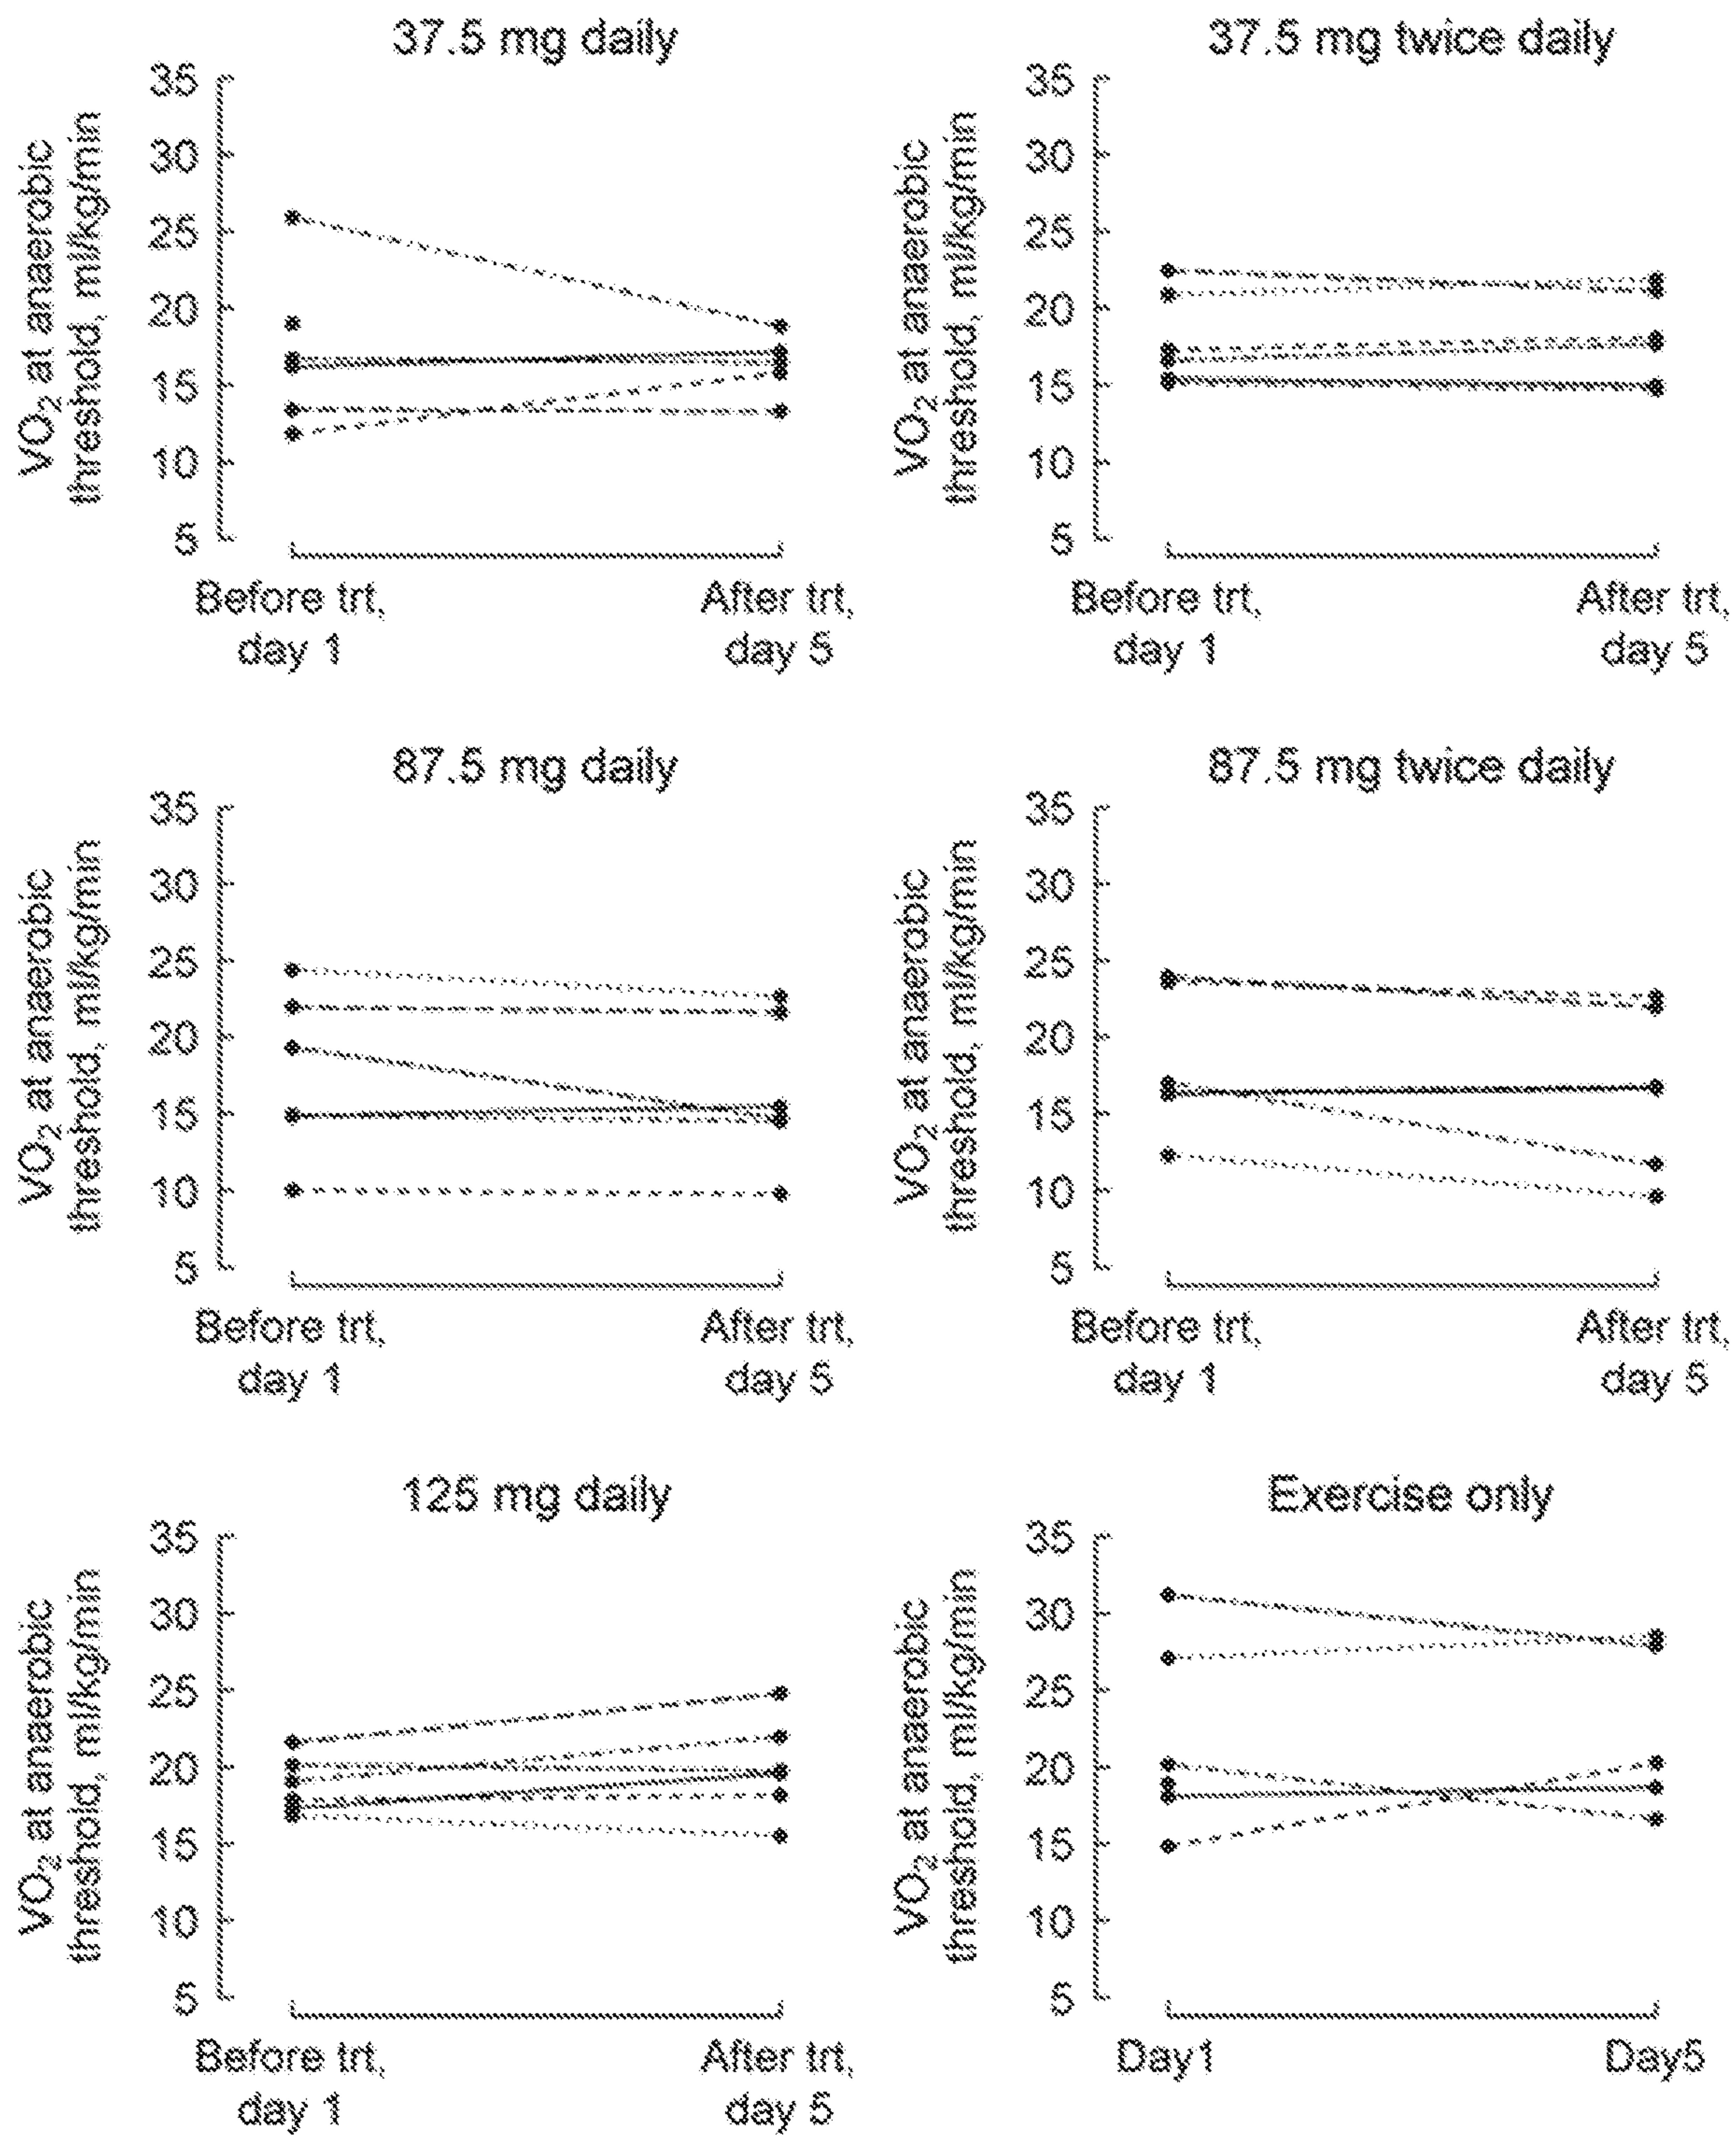 37.5 mg daily
VO2 at anaerobic
threshold, ml/kg/min
35
30
25
20
15
10
5
Before trt,
day 1
After trt,
day 5
37.5 mg twice daily
VO2 at anaerobic
threshold, ml/kg/min
35
30
25
20
15
10
5
Before trt,
day 1
After trt,
day 5
87.5 mg daily
VO2 at anaerobic
threshold, ml/kg/min
35
30
25
20
15
10
5
Before trt,
day 1
After trt,
day 5
87.5 mg twice daily
VO2 at anaerobic
threshold, ml/kg/min
35
30
25
20
15
10
5
Before trt,
day 1
After trt,
day 5
125 mg daily
VO2 at anaerobic
threshold, ml/kg/min
35
30
25
20
15
10
5
Before trt,
day 1
After trt,
day 5
Exercise only
VO2 at anaerobic
threshold, ml/kg/min
35
30
25
20
15
10
5
Day1
Day5